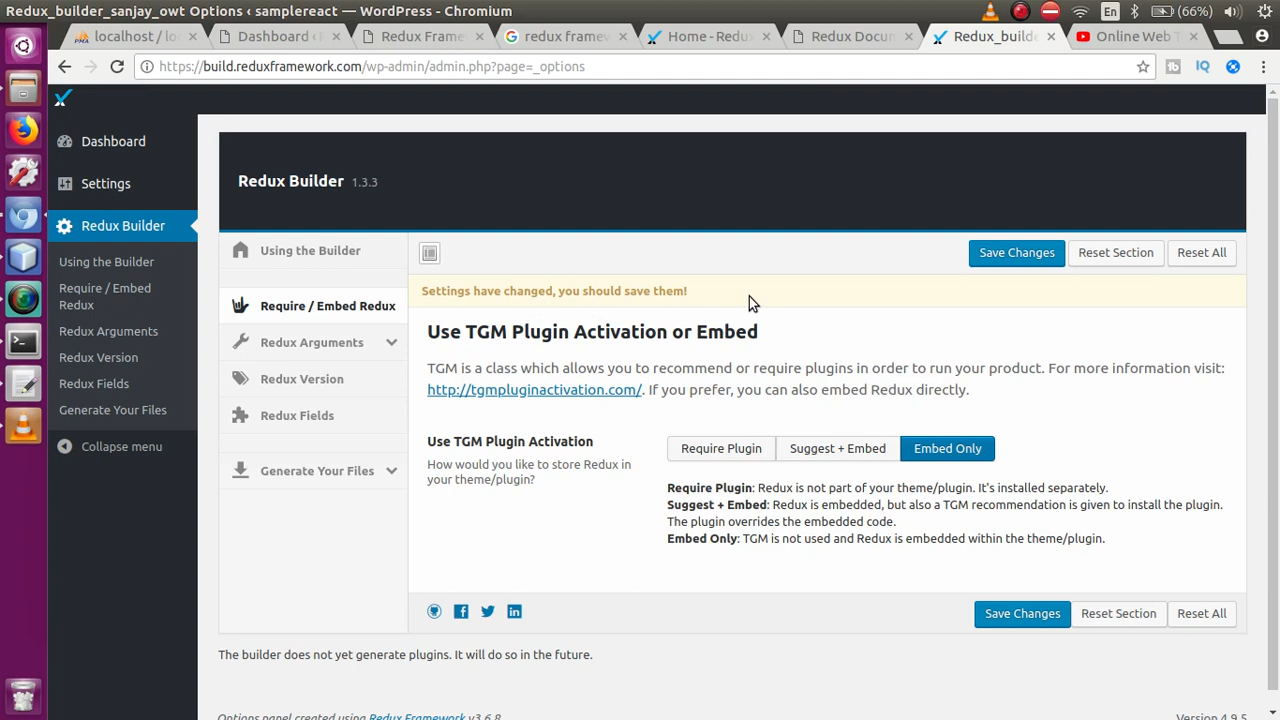 Redux_builder_sanjay_owt Options ‹ samplereact — WordPress - Chromium
En
(66%)
PMA
localhost / lo
Dashboard ‹
Redux Frame
redux framew
Home - Redu
Redux Docum
Redux_builde
Online Web T
https://build.reduxframework.com/wp-admin/admin.php?page=_options
IQ
Dashboard
Settings
Redux Builder
Using the Builder
Require / Embed
Redux
Redux Arguments
Redux Version
Redux Fields
Generate Your Files
Collapse menu
Redux Builder 1.3.3
Using the Builder
Require / Embed Redux
Redux Arguments
Redux Version
Redux Fields
Generate Your Files
Save Changes
Reset Section
Reset All
Settings have changed, you should save them!
Use TGM Plugin Activation or Embed
TGM is a class which allows you to recommend or require plugins in order to run your product. For more information visit:
http://tgmpluginactivation.com/. If you prefer, you can also embed Redux directly.
Use TGM Plugin Activation
How would you like to store Redux in
your theme/plugin?
Require Plugin
Suggest + Embed
Embed Only
Require Plugin: Redux is not part of your theme/plugin. It's installed separately.
Suggest + Embed: Redux is embedded, but also a TGM recommendation is given to install the plugin.
The plugin overrides the embedded code.
Embed Only: TGM is not used and Redux is embedded within the theme/plugin.
Save Changes
Reset Section
Reset All
The builder does not yet generate plugins. It will do so in the future.
Options panel created using Redux Framework v3.6.8
Version 4.9.5